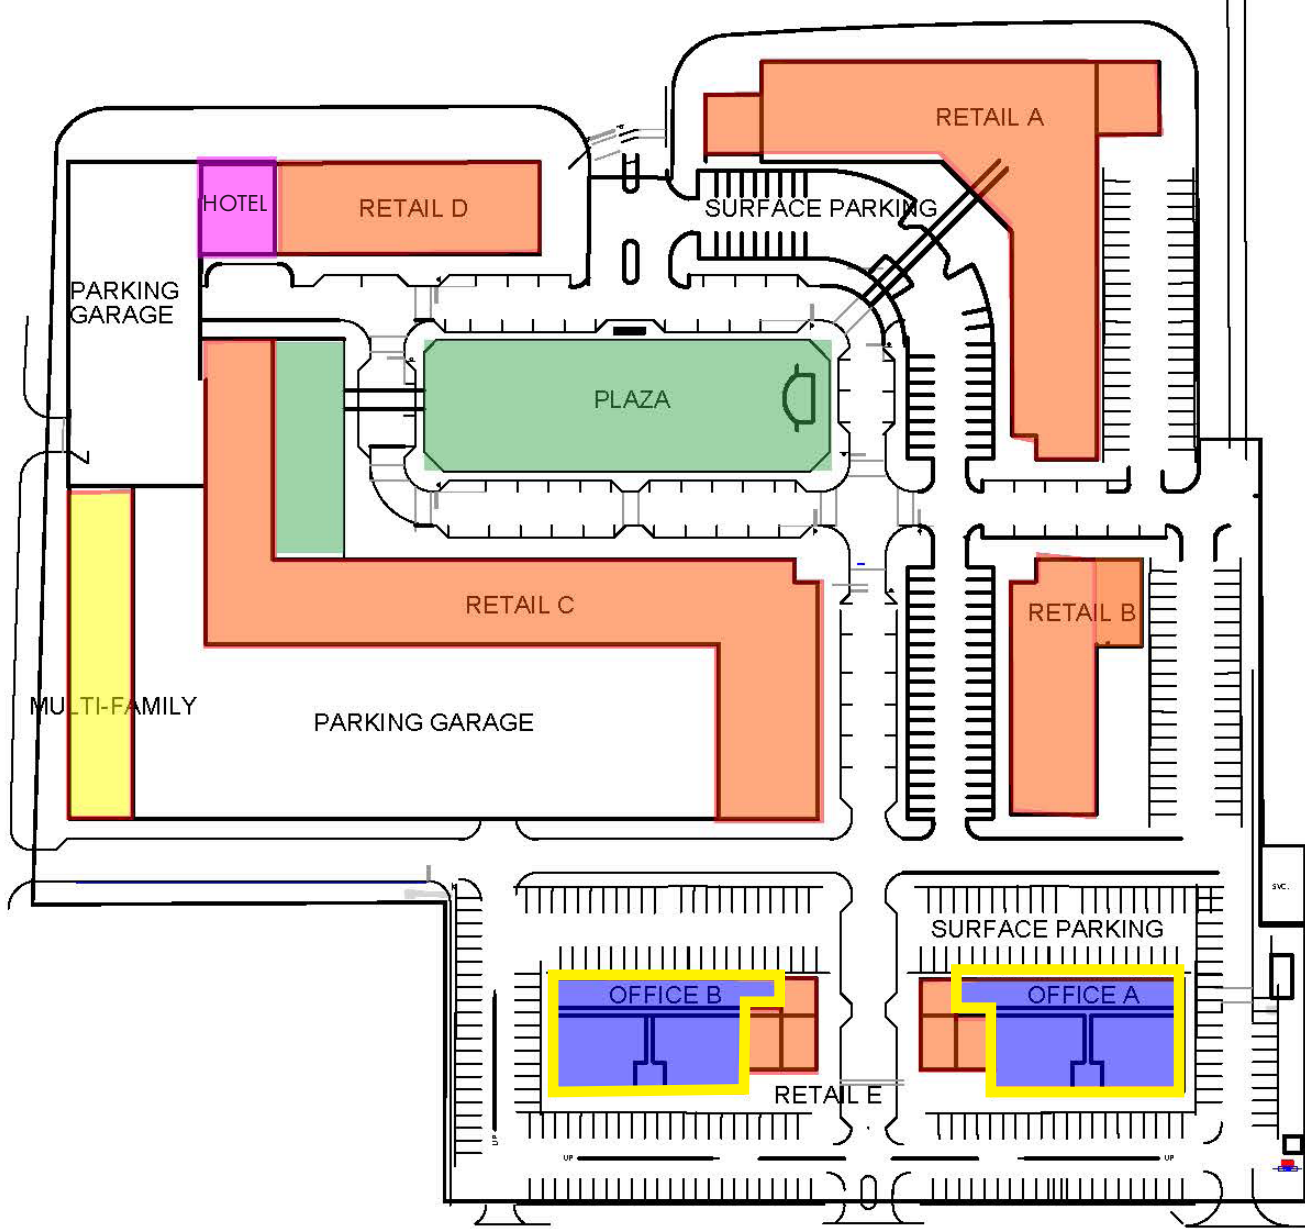 RETAIL A
HOTEL
RETAIL D
SURFACE PARKING
PARKING
GARAGE
PLAZA
RETAIL C
RETAIL B
MULTI-FAMILY
PARKING GARAGE
SVC.
SURFACE PARKING
OFFICE B
OFFICE A
RETAIL E
UP
UP
UP